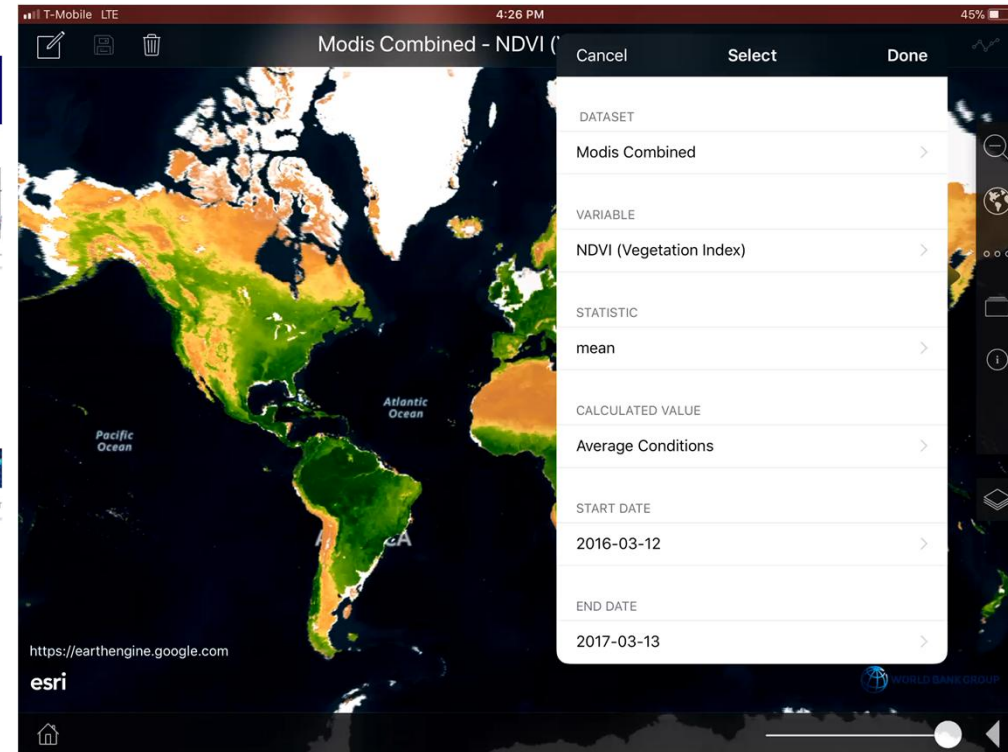 T-Mobile LTE
4:26 PM
45%
Modis Combined - NDVI (
Cancel
Select
Done
DATASET
Modis Combined
VARIABLE
NDVI (Vegetation Index)
STATISTIC
mean
CALCULATED VALUE
Average Conditions
START DATE
2016-03-12
END DATE
2017-03-13
Pacific
Ocean
Atlantic
Ocean
https://earthengine.google.com
esri
WORLD BANK GROUP